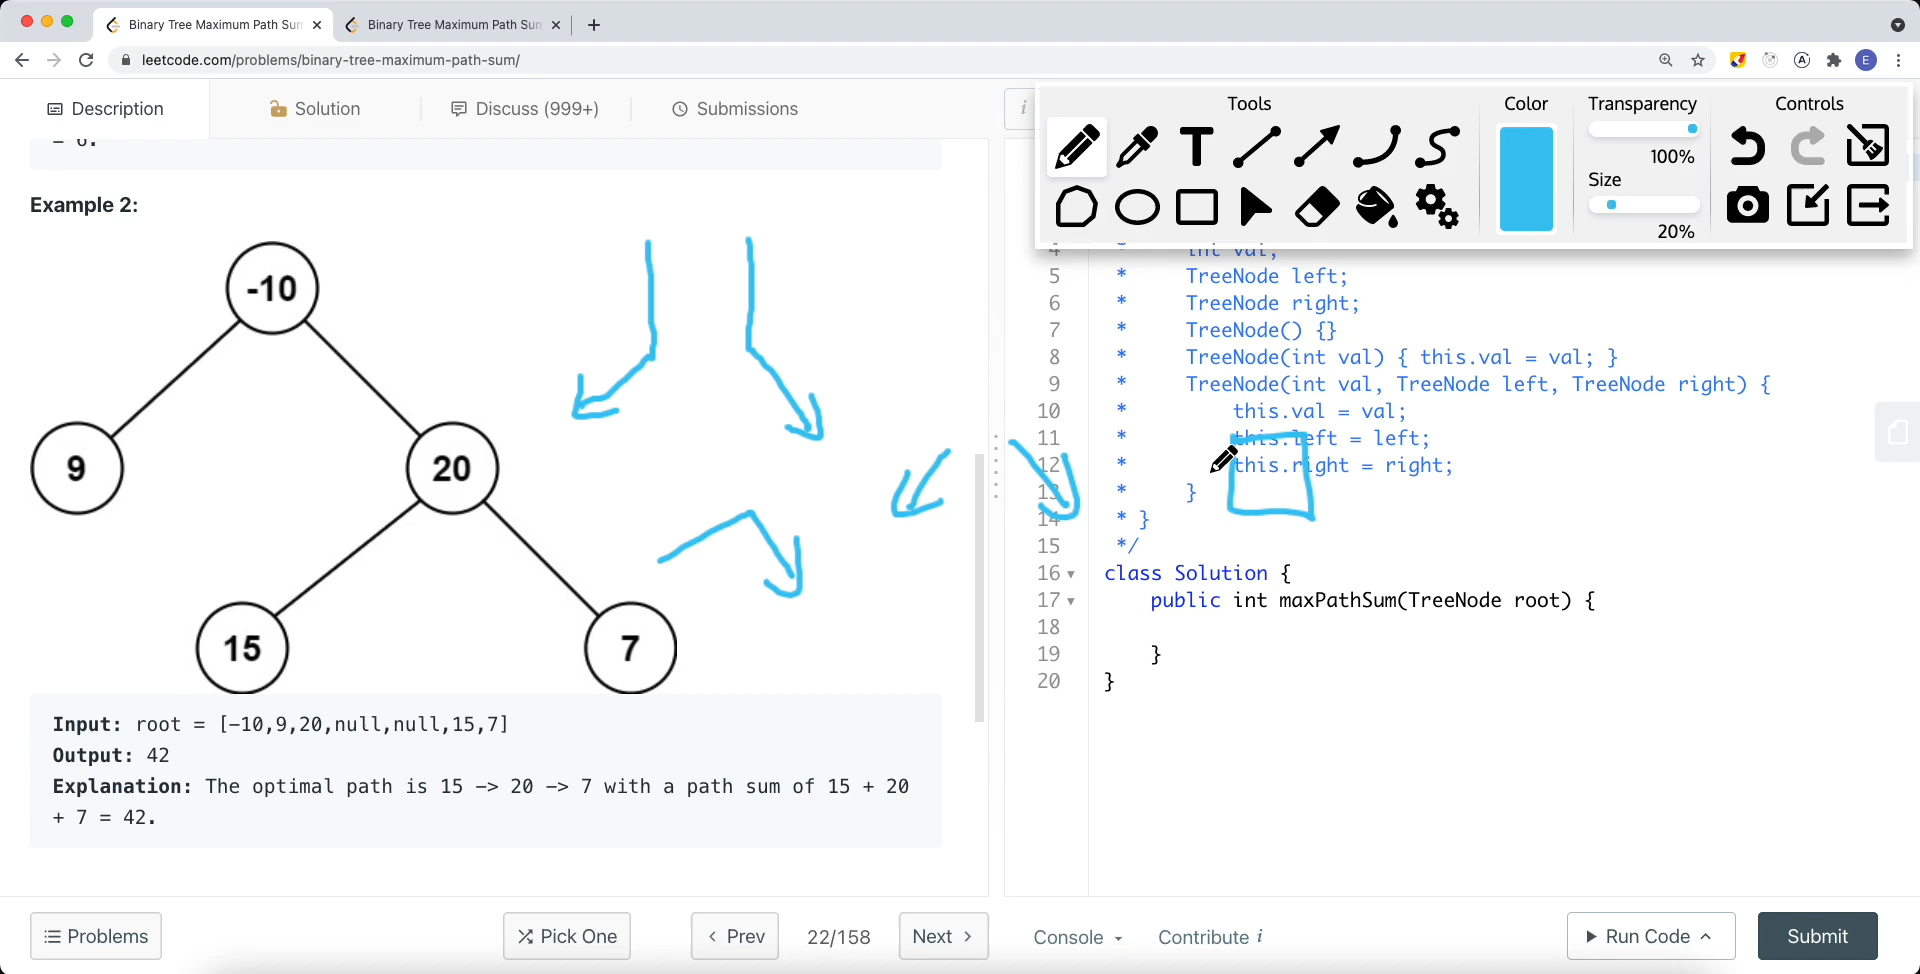 Binary Tree Maximum Path Sum
Binary Tree Maximum Path Sum
leetcode.com/problems/binary-tree-maximum-path-sum/
E
Description
Solution
Discuss (999+)
Submissions
i
Tools
Color
Transparency
Controls
100%
Size
20%
= 6.
Example 2:
-10
9
20
15
7
Input: root = [-10,9,20,null,null,15,7]
Output: 42
Explanation: The optimal path is 15 -> 20 -> 7 with a path sum of 15 + 20
+ 7 = 42.
4 * int val;
5 * TreeNode left;
6 * TreeNode right;
7 * TreeNode() {}
8 * TreeNode(int val) { this.val = val; }
9 * TreeNode(int val, TreeNode left, TreeNode right) {
10 * this.val = val;
11 * this.left = left;
12 * this.right = right;
13 * }
14 * }
15 */
16 class Solution {
17 public int maxPathSum(TreeNode root) {
18
19 }
20 }
Problems
Pick One
Prev
22/158
Next
Console
Contribute i
Run Code
Submit